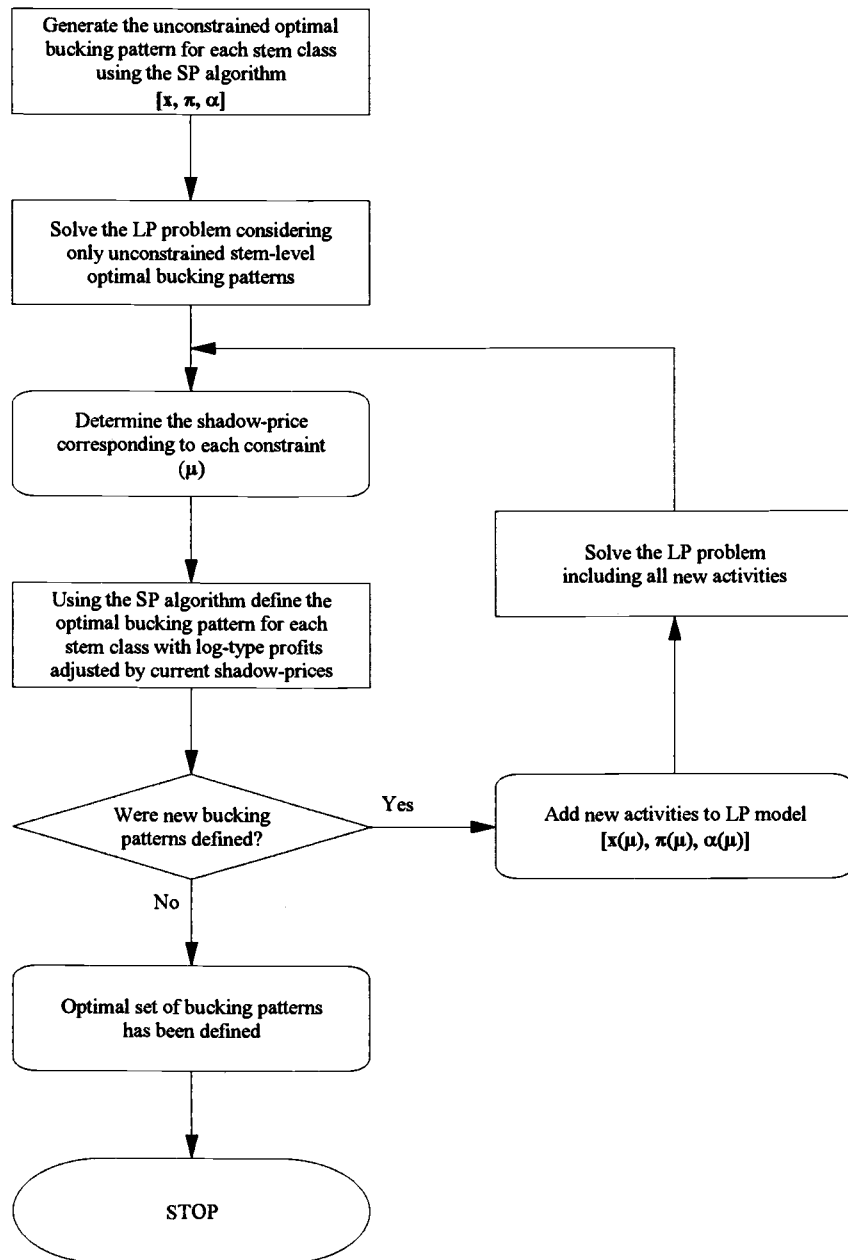 Generate the unconstrained optimal
bucking pattern for each stem class
using the SP algorithm
[x, π, α]
Solve the LP problem considering
only unconstrained stem-level
optimal bucking patterns
Determine the shadow-price
corresponding to each constraint
(μ)
Using the SP algorithm define the
optimal bucking pattern for each
stem class with log-type profits
adjusted by current shadow-prices
Were new bucking
patterns defined?
Yes
No
Add new activities to LP model
[x(μ), π(μ), α(μ)]
Solve the LP problem
including all new activities
Optimal set of bucking patterns
has been defined
STOP